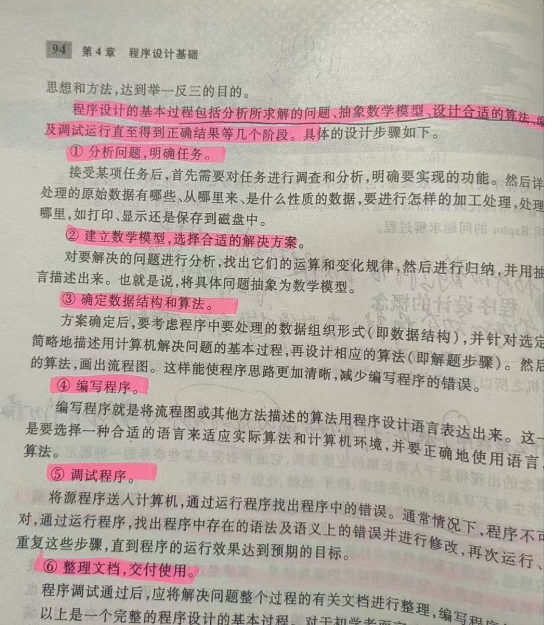 94 第4章 程序设计基础
思想和方法,达到举一反三的目的。
程序设计的基本过程包括分析所求解的问题、抽象数学模型、设计合适的算法、编
及调试运行直至得到正确结果等几个阶段。具体的设计步骤如下。
① 分析问题,明确任务。
接受某项任务后,首先需要对任务进行调查和分析,明确要实现的功能。然后详
处理的原始数据有哪些、从哪里来、是什么性质的数据,要进行怎样的加工处理,处理
哪里,如打印、显示还是保存到磁盘中。
② 建立数学模型,选择合适的解决方案。
对要解决的问题进行分析,找出它们的运算和变化规律,然后进行归纳,并用抽
言描述出来。也就是说,将具体问题抽象为数学模型。
③ 确定数据结构和算法。
方案确定后,要考虑程序中要处理的数据组织形式(即数据结构),并针对选定
简略地描述用计算机解决问题的基本过程,再设计相应的算法(即解题步骤)。然后
的算法,画出流程图。这样能使程序思路更加清晰,减少编写程序的错误。
④ 编写程序。
编写程序就是将流程图或其他方法描述的算法用程序设计语言表达出来。这一
是要选择一种合适的语言来适应实际算法和计算机环境,并要正确地使用语言,
算法。
⑤ 调试程序。
将源程序送入计算机,通过运行程序找出程序中的错误。通常情况下,程序不可
对,通过运行程序,找出程序中存在的语法及语义上的错误并进行修改,再次运行、
重复这些步骤,直到程序的运行效果达到预期的目标。
⑥ 整理文档,交付使用。
程序调试通过后,应将解决问题整个过程的有关文档进行整理,编写程序
以上是一个完整的程序设计的基本过程。对于初学者而言